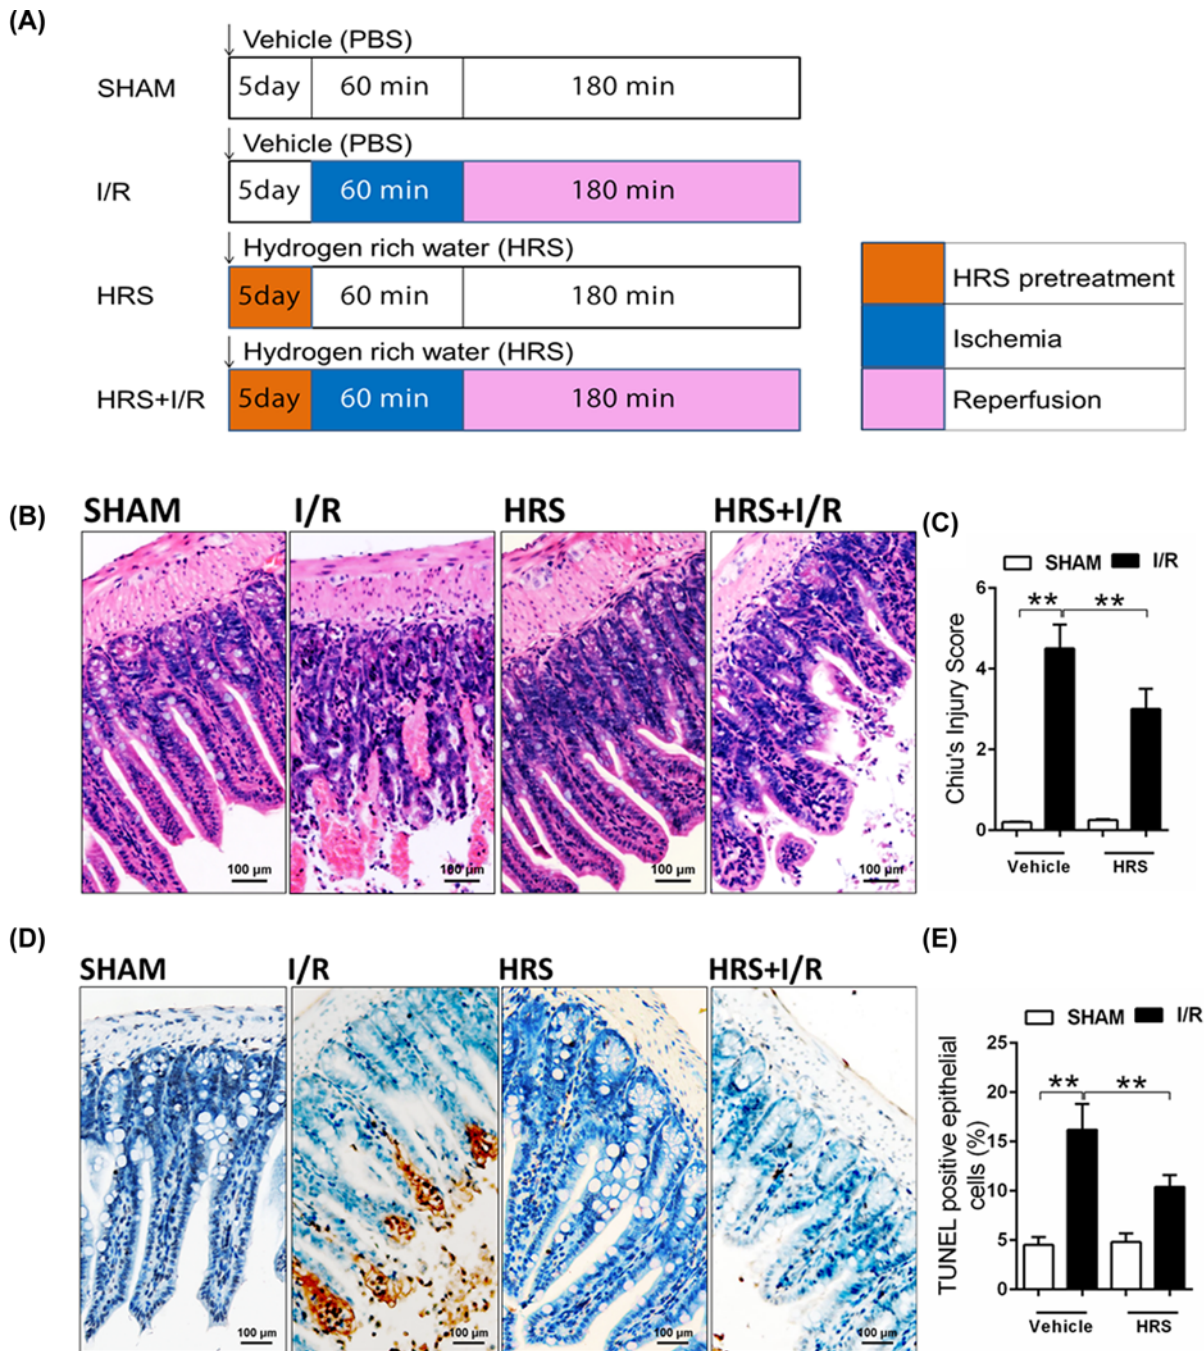 (A)
Vehicle (PBS)
SHAM 5day 60 min 180 min
Vehicle (PBS)
I/R 5day 60 min 180 min
Hydrogen rich water (HRS)
HRS 5day 60 min 180 min
Hydrogen rich water (HRS)
HRS+I/R 5day 60 min 180 min
HRS pretreatment
Ischemia
Reperfusion
(B)
SHAM I/R HRS HRS+I/R
100 µm 100 µm 100 µm 100 µm
(C)
SHAM I/R
** **
6
4
2
0
Chiu's Injury Score
Vehicle HRS
(D)
SHAM I/R HRS HRS+I/R
100 µm 100 µm 100 µm 100 µm
(E)
SHAM I/R
25
20
15
10
5
0
** **
TUNEL positive epithelial
cells (%)
Vehicle HRS